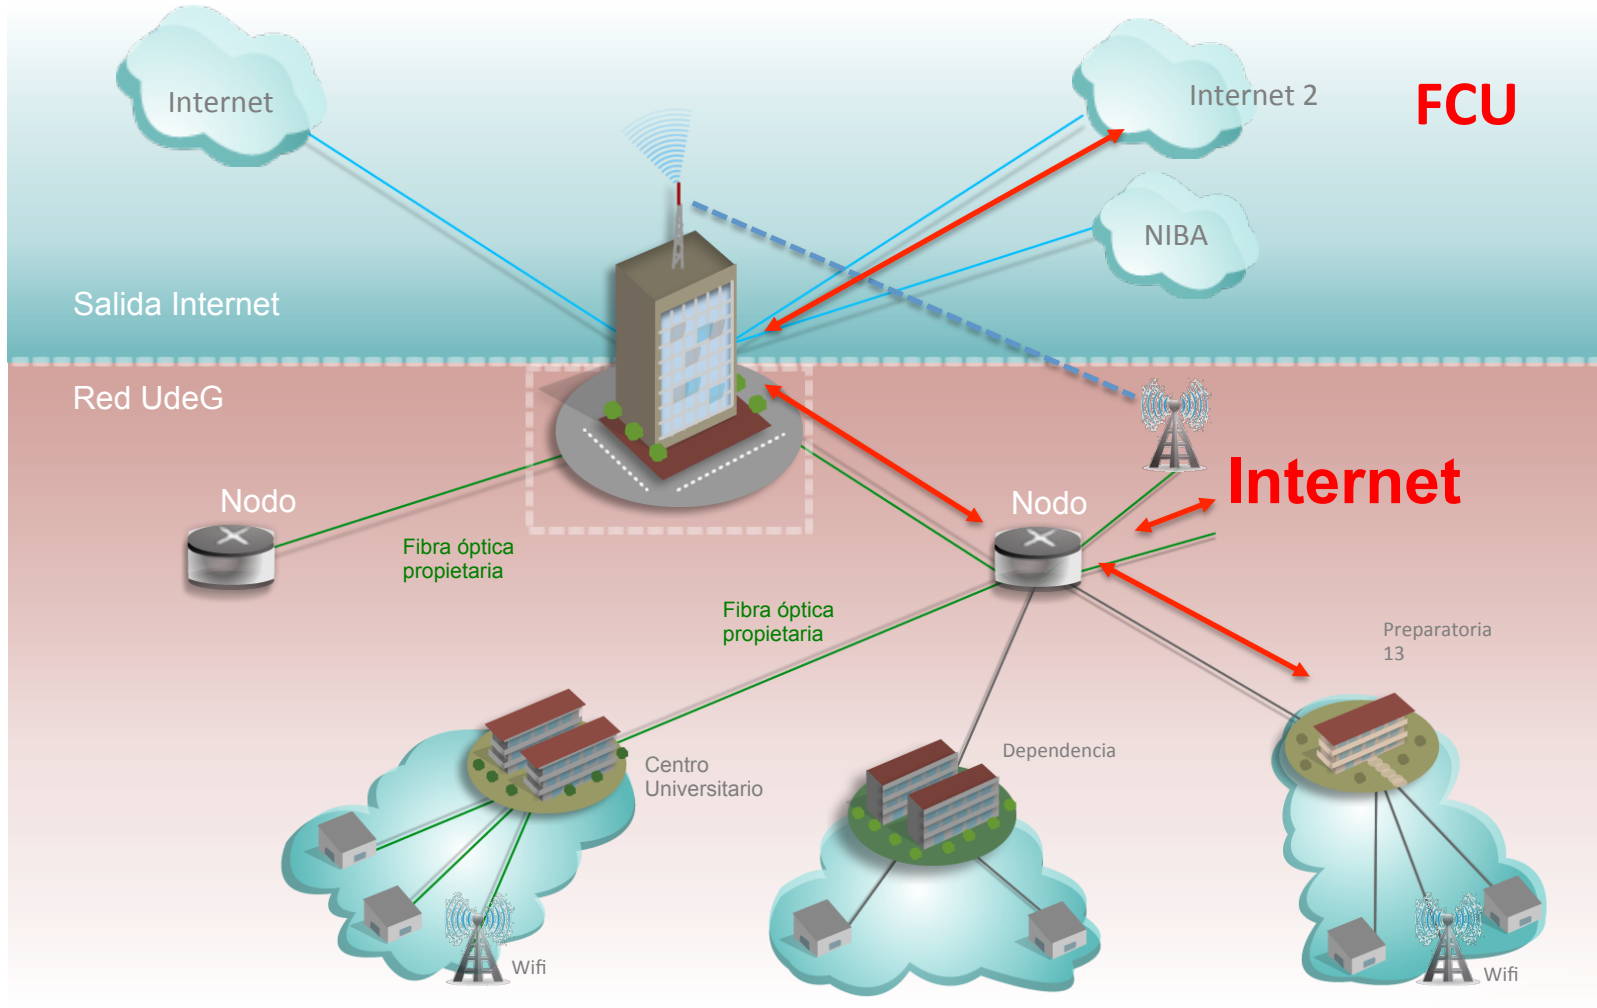 Internet
Internet 2
FCU
NIBA
Salida Internet
Red UdeG
Internet
Nodo
Nodo
Fibra óptica
propietaria
Fibra óptica
propietaria
Preparatoria
13
Dependencia
Centro
Universitario
Wifi
Wifi